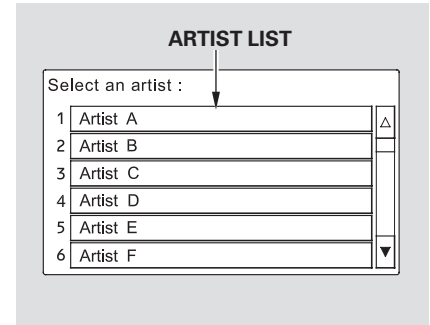 ARTIST LIST
Select an artist :
1 Artist A
2 Artist B
3 Artist C
4 Artist D
5 Artist E
6 Artist F